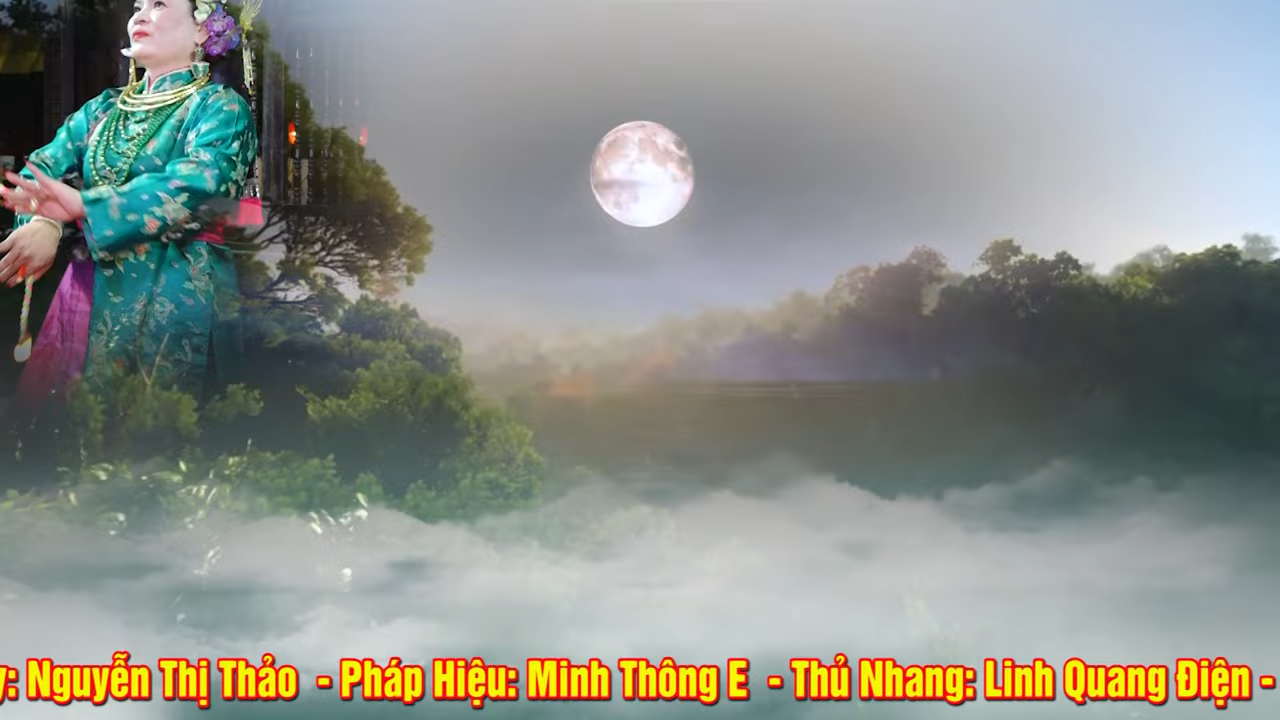 y: Nguyễn Thị Thảo - Pháp Hiệu: Minh Thông E - Thủ Nhang: Linh Quang Điện -